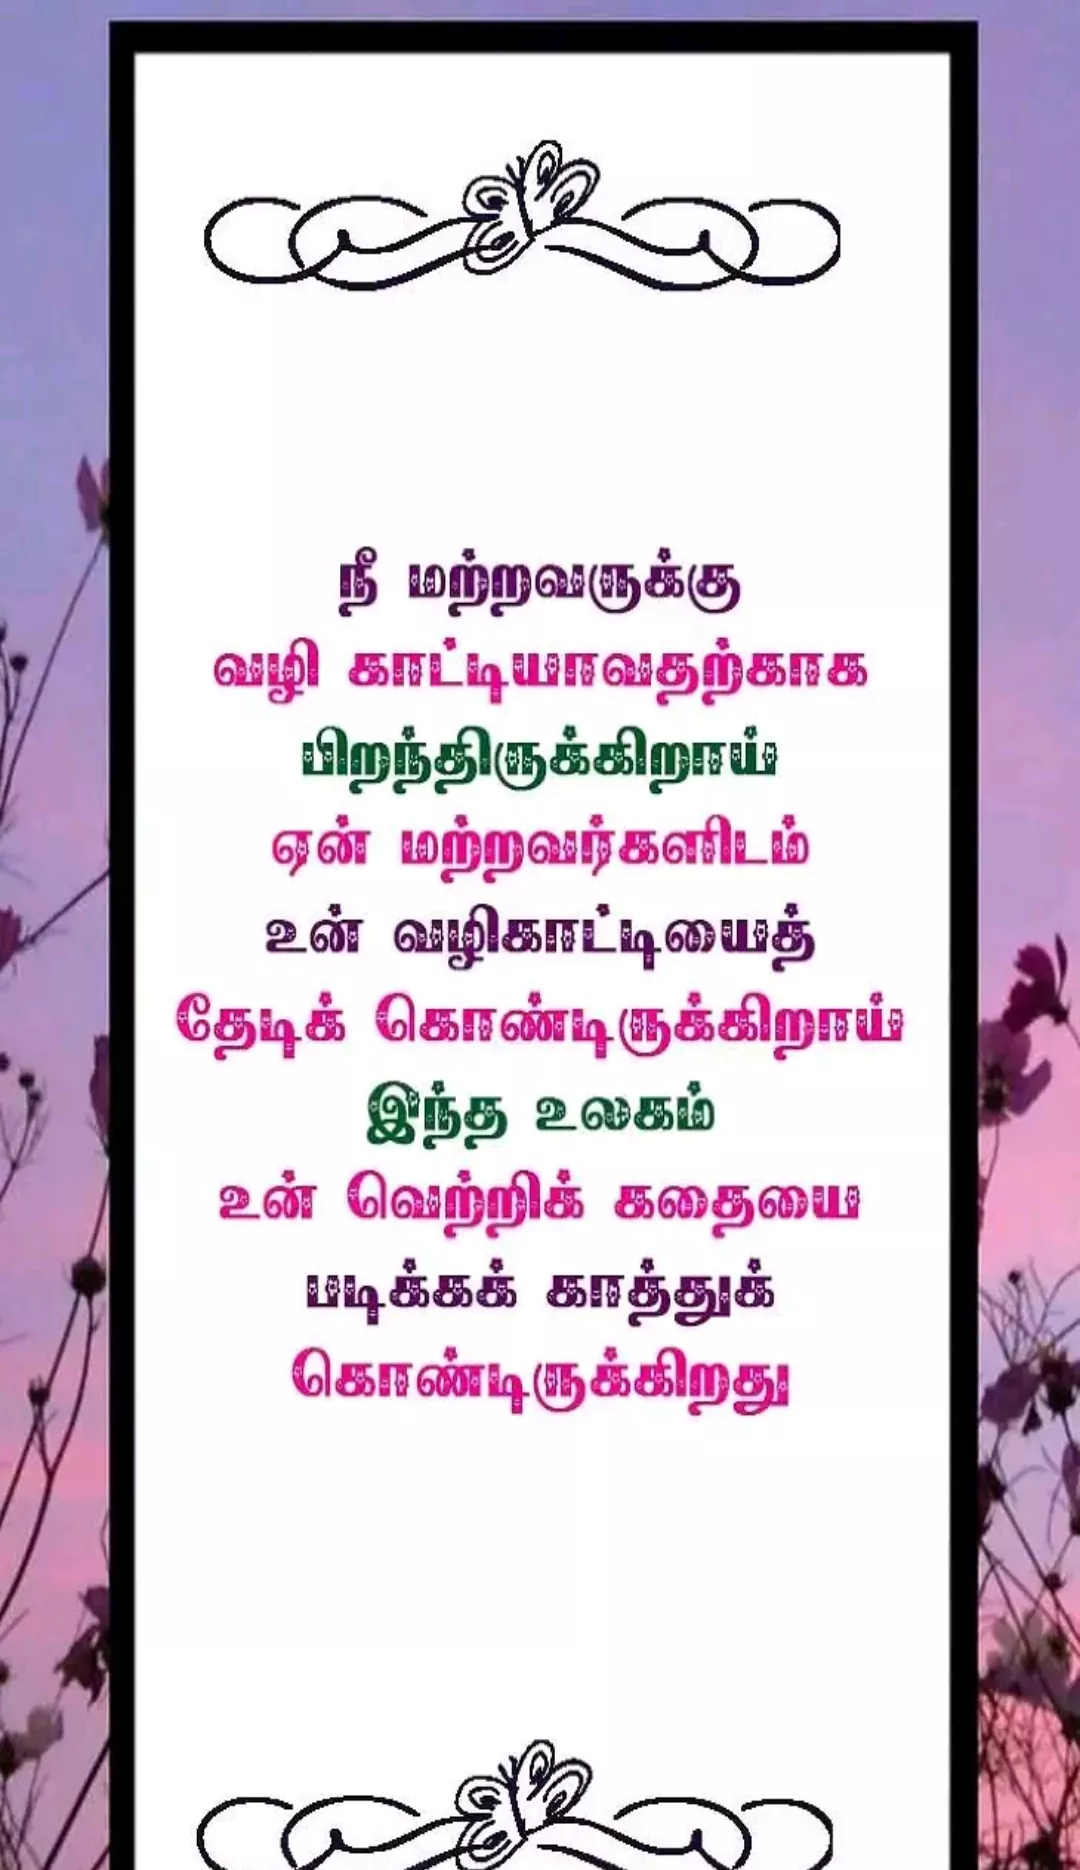 நீ மற்றவருக்கு
வழி காட்டியாவதற்காக
பிறந்திருக்கிறாய்
ஏன் மற்றவர்களிடம்
உன் வழிகாட்டியைத்
தேடிக் கொண்டிருக்கிறாய்
இந்த உலகம்
உன் வெற்றிக் கதையை
படிக்கக் காத்துக்
கொண்டிருக்கிறது